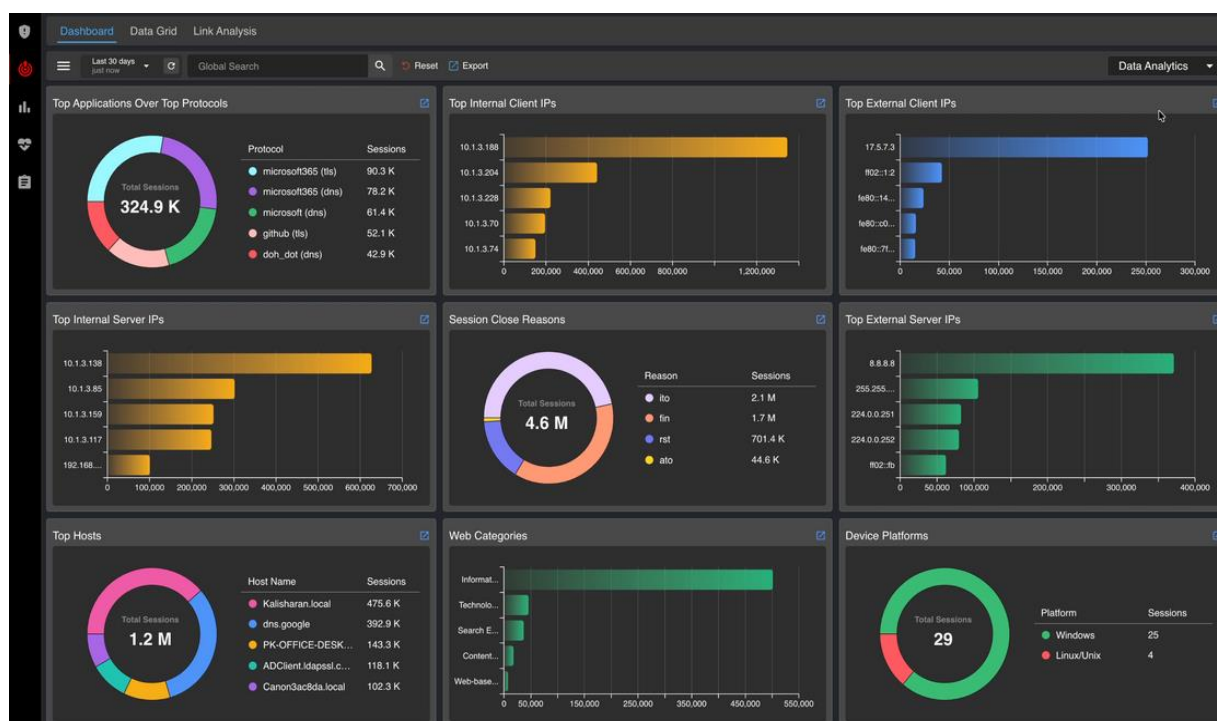 Dashboard Data Grid Link Analysis
Last 30 days
just now
Global Search
Reset
Export
Data Analytics
Top Applications Over Top Protocols
Total Sessions
324.9 K
Protocol Sessions
microsoft365 (tls) 90.3 K
microsoft365 (dns) 78.2 K
microsoft (dns) 61.4 K
github (tls) 52.1 K
doh_dot (dns) 42.9 K
Top Internal Client IPs
10.1.3.188
10.1.3.204
10.1.3.228
10.1.3.70
10.1.3.74
0 200,000 400,000 600,000 800,000 1,200,000
Top External Client IPs
17.5.7.3
ff02::1:2
fe80::14...
fe80::c0...
fe80::7f...
0 50,000 100,000 150,000 200,000 250,000 300,000
Top Internal Server IPs
10.1.3.138
10.1.3.85
10.1.3.159
10.1.3.117
192.168....
0 100,000 200,000 300,000 400,000 500,000 600,000 700,000
Session Close Reasons
Total Sessions
4.6 M
Reason Sessions
ito 2.1 M
fin 1.7 M
rst 701.4 K
ato 44.6 K
Top External Server IPs
8.8.8.8
255.255....
224.0.0.251
224.0.0.252
ff02::fb
0 50,000 100,000 200,000 300,000 400,000
Top Hosts
Total Sessions
1.2 M
Host Name Sessions
Kalisharan.local 475.6 K
dns.google 392.9 K
PK-OFFICE-DESK... 143.3 K
ADClient.ldapssl.c... 118.1 K
Canon3ac8da.local 102.3 K
Web Categories
Informat...
Technolo...
Search E...
Content...
Web-base...
0 50,000 150,000 250,000 350,000 450,000 550,000
Device Platforms
Total Sessions
29
Platform Sessions
Windows 25
Linux/Unix 4